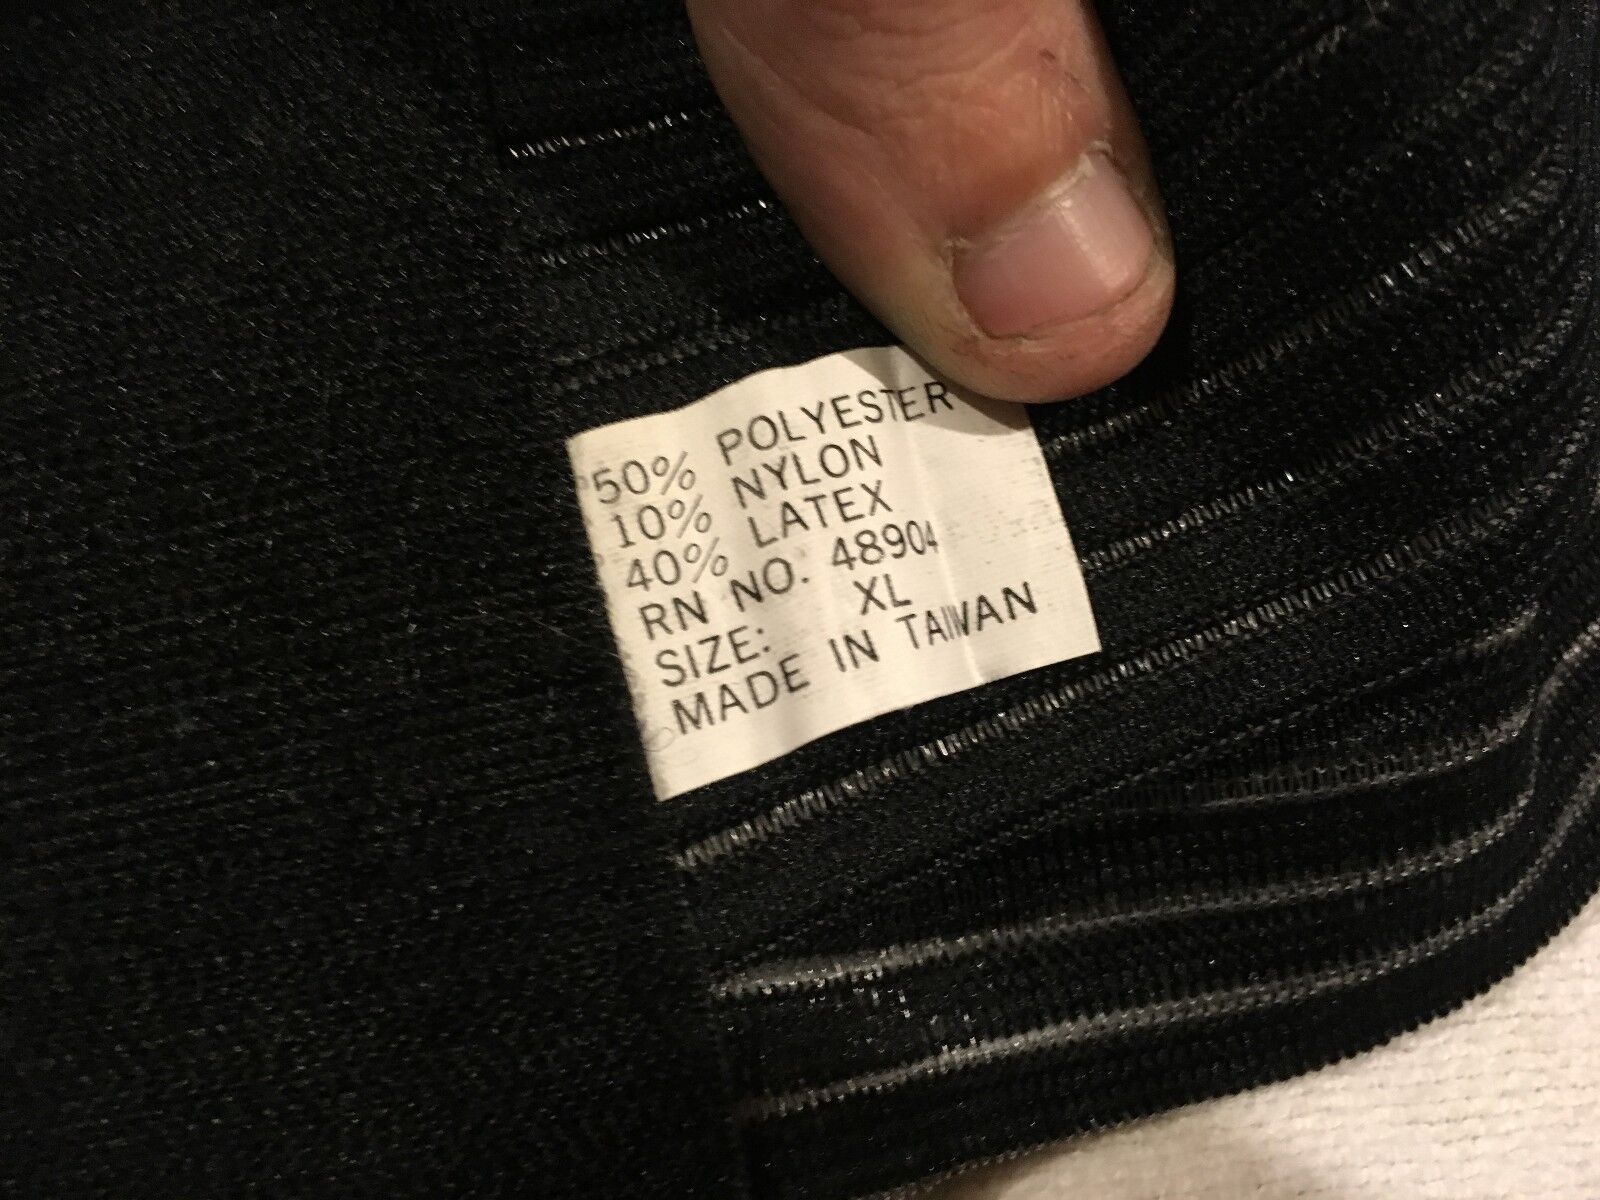 50% POLYESTER
10% NYLON
40% LATEX
RN NO. 48904
SIZE: XL
MADE IN TAIWAN